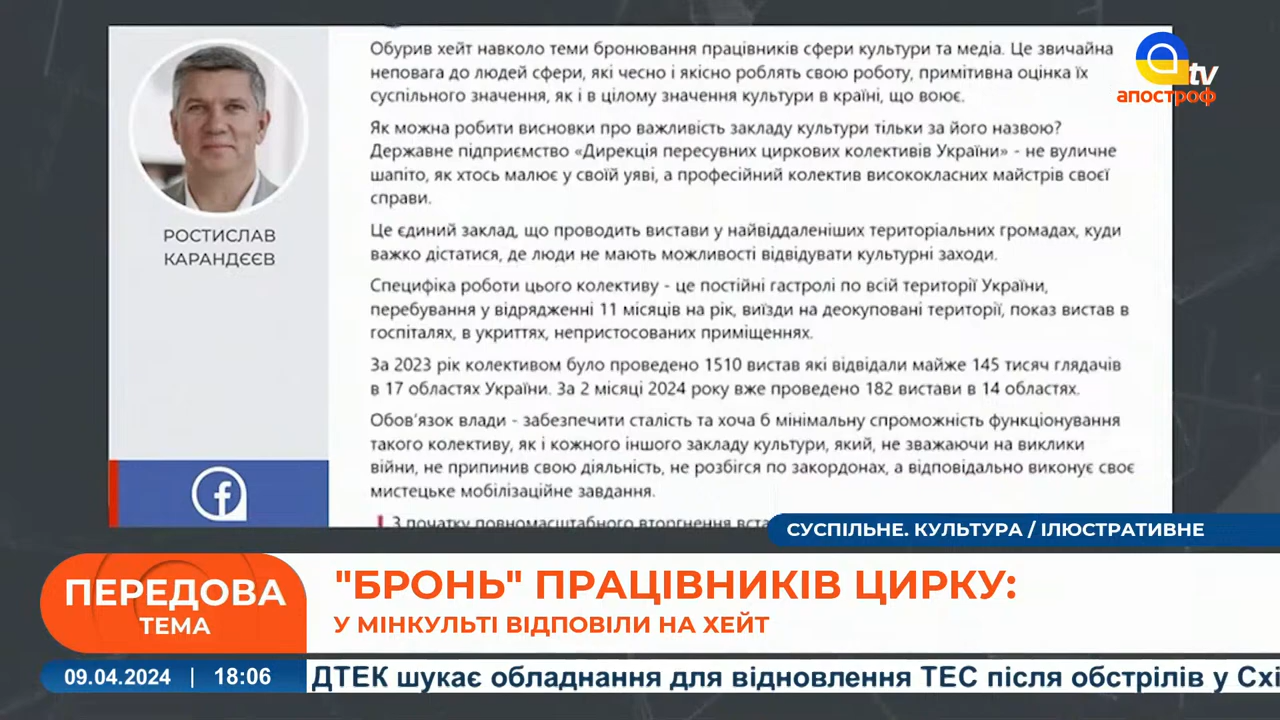 Обурив хейт навколо теми бронювання працівників сфери культури та медіа. Це звичайна
неповага до людей сфери, які чесно і якісно роблять свою роботу, примітивна оцінка їх
суспільного значення, як і в цілому значення культури в країні, що воює.
Як можна робити висновки про важливість закладу культури тільки за його назвою?
Державне підприємство «Дирекція пересувних циркових колективів України» - не вуличне
шапіто, як хтось малює у своїй уяві, а професійний колектив висококласних майстрів своєї
справи.
Це єдиний заклад, що проводить вистави у найвіддаленіших територіальних громадах, куди
важко дістатися, де люди не мають можливості відвідувати культурні заходи.
Специфіка роботи цього колективу - це постійні гастролі по всій території України,
перебування у відрядженні 11 місяців на рік, виїзди на деокуповані території, показ вистав в
госпіталях, в укриттях, непристосованих приміщеннях.
За 2023 рік колективом було проведено 1510 вистав які відвідали майже 145 тисяч глядачів
в 17 областях України. За 2 місяці 2024 року вже проведено 182 вистави в 14 областях.
Обов'язок влади - забезпечити сталість та хоча б мінімальну спроможність функціонування
такого колективу, як і кожного іншого закладу культури, який, не зважаючи на виклики
війни, не припинив свою діяльність, не розбігся по закордонах, а відповідально виконує своє
мистецьке мобілізаційне завдання.
З початку повномасштабного вторгнення
РОСТИСЛАВ
КАРАНДЄЄВ
tv
апостроф
СУСПІЛЬНЕ. КУЛЬТУРА / ІЛЮСТРАТИВНЕ
ПЕРЕДОВА
ТЕМА
"БРОНЬ" ПРАЦІВНИКІВ ЦИРКУ:
У МІНКУЛЬТІ ВІДПОВІЛИ НА ХЕЙТ
09.04.2024 | 18:06
ДТЕК шукає обладнання для відновлення ТЕС після обстрілів у Схі